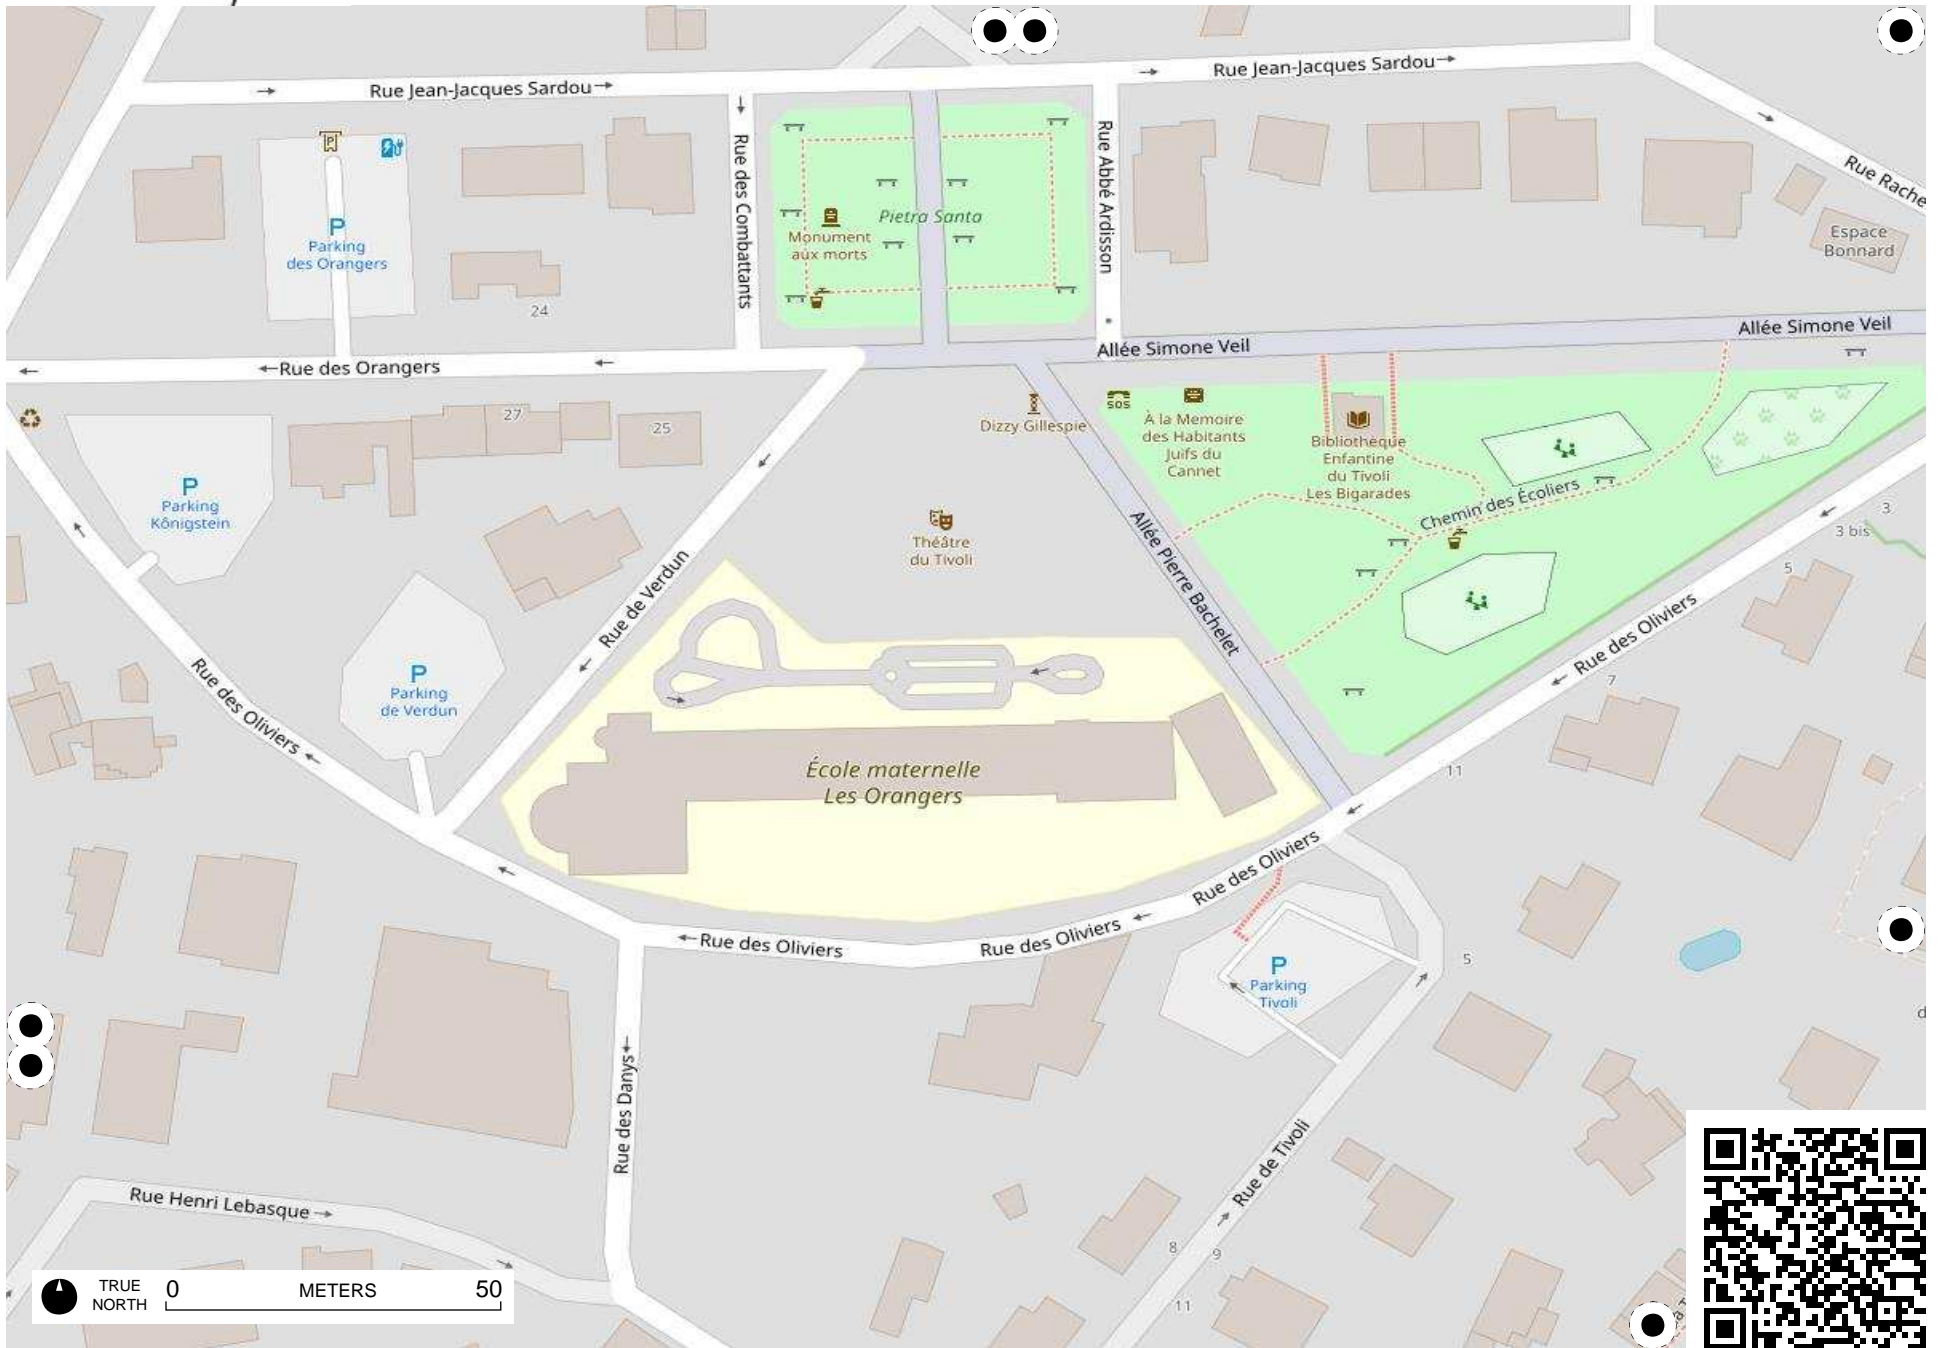 Rue Jean-Jacques Sardou
Rue Jean-Jacques Sardou
Rue des Combattants
Rue Abbé Ardisson
Parking
des Orangers
24
Pietra Santa
Monument
aux morts
Espace
Bonnard
Allée Simone Veil
Allée Simone Veil
Rue des Orangers
27
25
Dizzy Gillespie
SOS
À la Memoire
des Habitants
Juifs du
Cannet
Bibliothèque
Enfantine
du Tivoli
Les Bigarades
Chemin des Écoliers
P
Parking
Kônigstein
Théâtre
du Tivoli
Allée Pierre Bachelet
3
3 bis
5
Rue de Verdun
Rue des Oliviers
7
P
Parking
de Verdun
Rue des Oliviers
École maternelle
Les Orangers
11
Rue des Oliviers
Rue des Oliviers
Rue des Oliviers
P
Parking
Tivoli
5
Rue des Danys
Rue de Tivoli
Rue Henri Lebasque
8
9
11
TRUE
NORTH
0
METERS
50